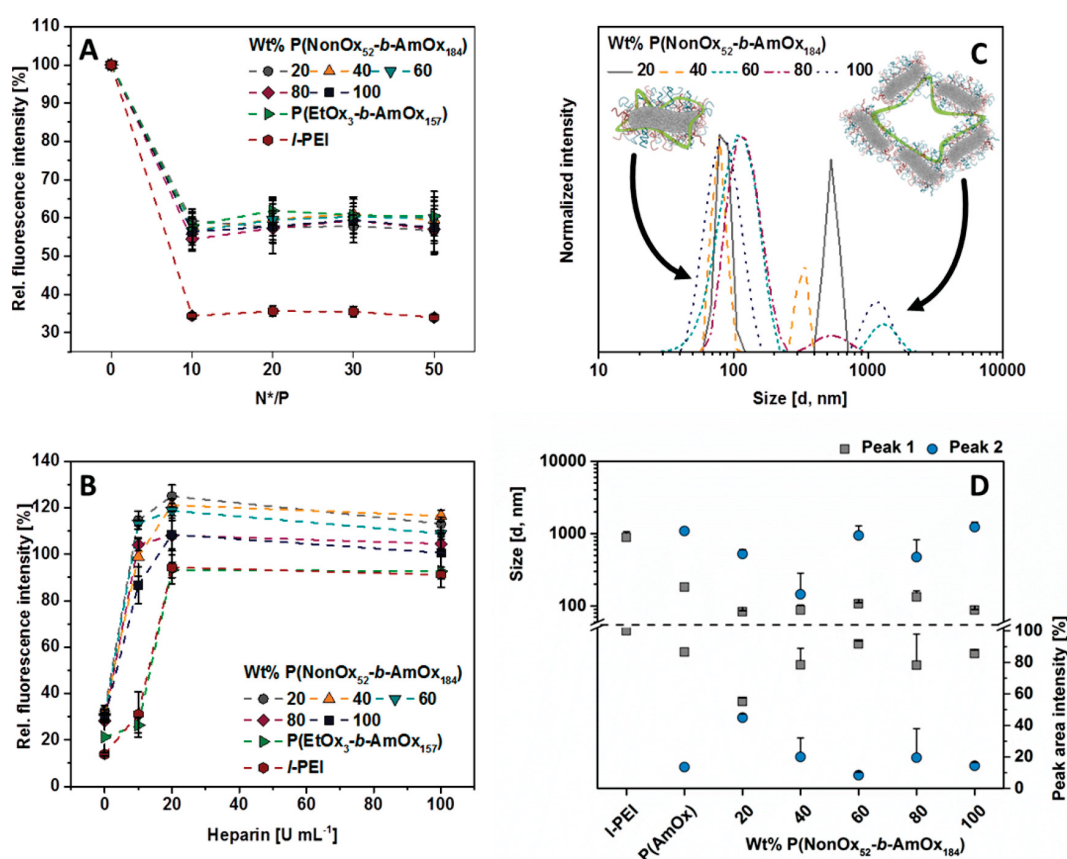 A
Rel. fluorescence intensity [%]
110
100
90
80
70
60
50
40
30
0 10 20 30 50
N*/P
Wt% P(NonOx52-b-AmOx184)
20 40 60
80 100
P(EtOx3-b-AmOx157)
l-PEI
C
Wt% P(NonOx52-b-AmOx184)
20 40 60 80 100
Normalized intensity
10 100 1000 10000
Size [d, nm]
B
Rel. fluorescence intensity [%]
140
120
100
80
60
40
20
0
0 20 40 60 80 100
Heparin [U mL-1]
Wt% P(NonOx52-b-AmOx184)
20 40 60
80 100
P(EtOx3-b-AmOx157)
l-PEI
Peak 1 Peak 2
D
Size [d, nm]
10000
1000
100
100
80
60
40
20
0
Peak area intensity [%]
l-PEI P(AmOx) 20 40 60 80 100
Wt% P(NonOx52-b-AmOx184)